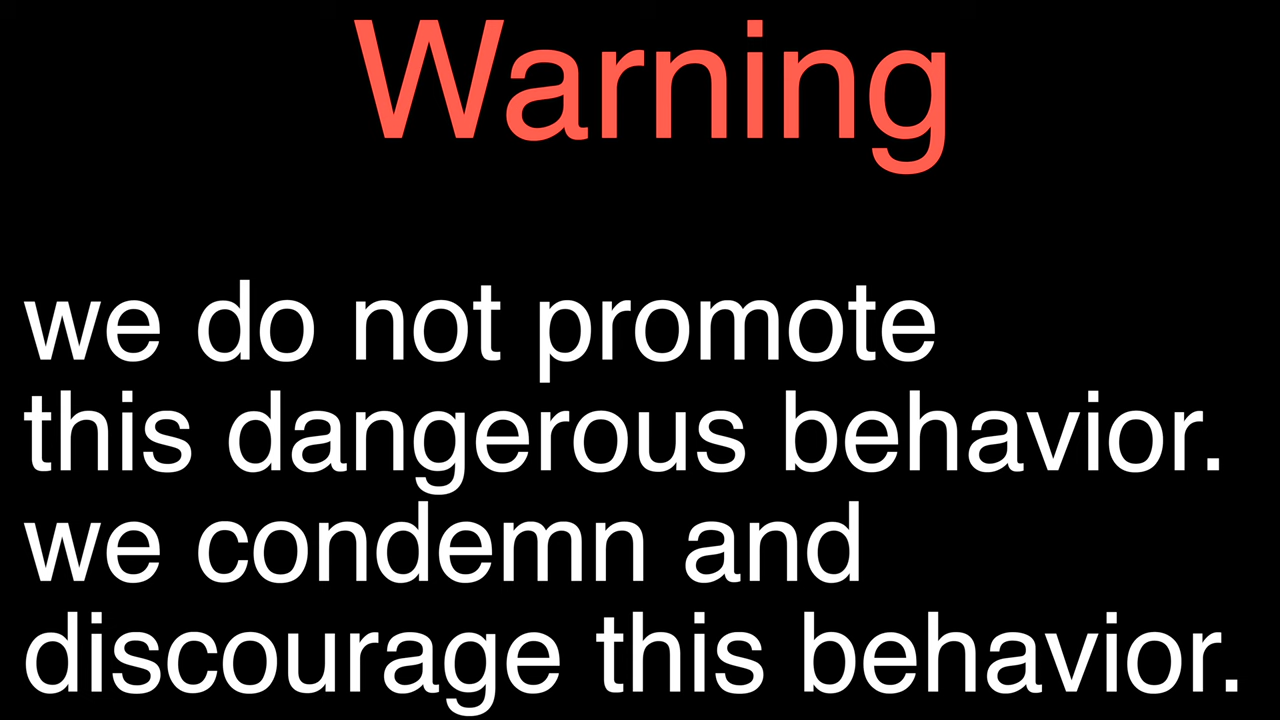 Warning
we do not promote
this dangerous behavior.
we condemn and
discourage this behavior.